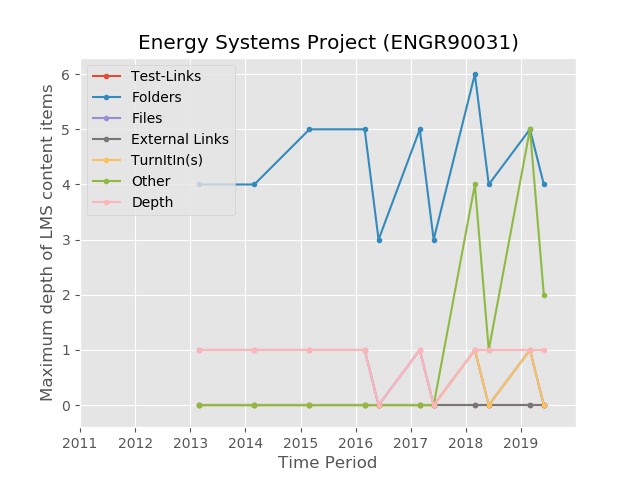 Energy Systems Project (ENGR90031)
Test-Links
Folders
Files
External Links
TurnItIn(s)
Other
Depth
Maximum depth of LMS content items
6
5
4
3
2
1
0
2011 2012 2013 2014 2015 2016 2017 2018 2019
Time Period